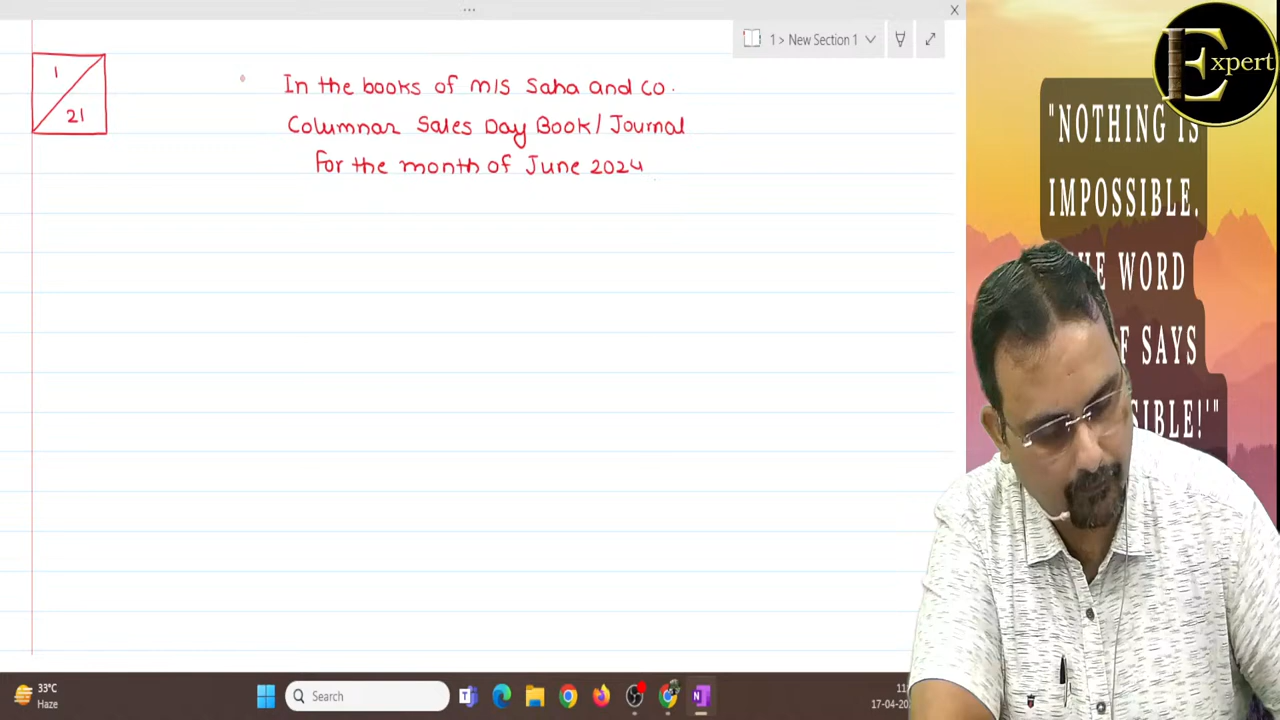 1 > New Section 1
Expert
1
21
In the books of M/S Saha and Co.
Columnar Sales Day Book/Journal
For the month of June 2024
"NOTHING IS
IMPOSSIBLE.
WORD
SAYS
33°C
Haze
Search
11
17-04-20